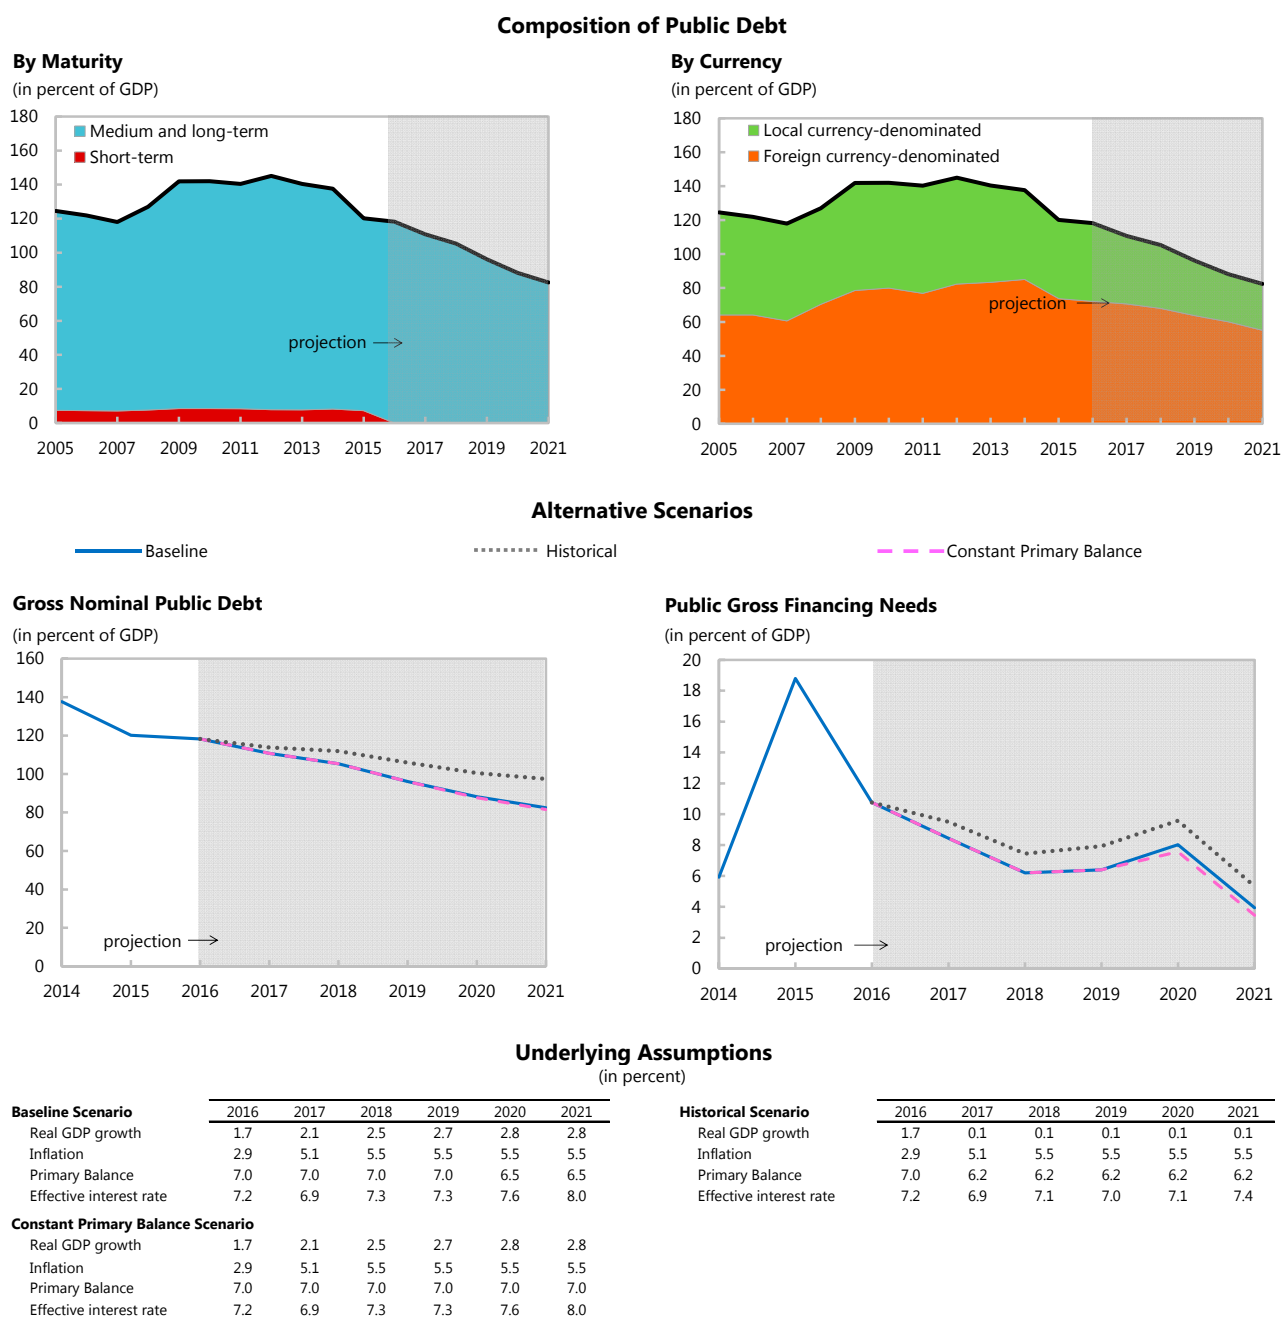 Composition of Public Debt
By Maturity
(in percent of GDP)
180
160
140
120
100
80
60
40
20
0
Medium and long-term
Short-term
projection
2005 2007 2009 2011 2013 2015 2017 2019 2021
By Currency
(in percent of GDP)
180
160
140
120
100
80
60
40
20
0
Local currency-denominated
Foreign currency-denominated
projection
2005 2007 2009 2011 2013 2015 2017 2019 2021
Alternative Scenarios
Baseline Historical Constant Primary Balance
Gross Nominal Public Debt
(in percent of GDP)
160
140
120
100
80
60
40
20
0
projection
2014 2015 2016 2017 2018 2019 2020 2021
Public Gross Financing Needs
(in percent of GDP)
20
18
16
14
12
10
8
6
4
2
0
projection
2014 2015 2016 2017 2018 2019 2020 2021
Underlying Assumptions
(in percent)
Baseline Scenario 2016 2017 2018 2019 2020 2021
Real GDP growth 1.7 2.1 2.5 2.7 2.8 2.8
Inflation 2.9 5.1 5.5 5.5 5.5 5.5
Primary Balance 7.0 7.0 7.0 7.0 6.5 6.5
Effective interest rate 7.2 6.9 7.3 7.3 7.6 8.0
Constant Primary Balance Scenario
Real GDP growth 1.7 2.1 2.5 2.7 2.8 2.8
Inflation 2.9 5.1 5.5 5.5 5.5 5.5
Primary Balance 7.0 7.0 7.0 7.0 7.0 7.0
Effective interest rate 7.2 6.9 7.3 7.3 7.6 8.0
Historical Scenario 2016 2017 2018 2019 2020 2021
Real GDP growth 1.7 0.1 0.1 0.1 0.1 0.1
Inflation 2.9 5.1 5.5 5.5 5.5 5.5
Primary Balance 7.0 6.2 6.2 6.2 6.2 6.2
Effective interest rate 7.2 6.9 7.1 7.0 7.1 7.4